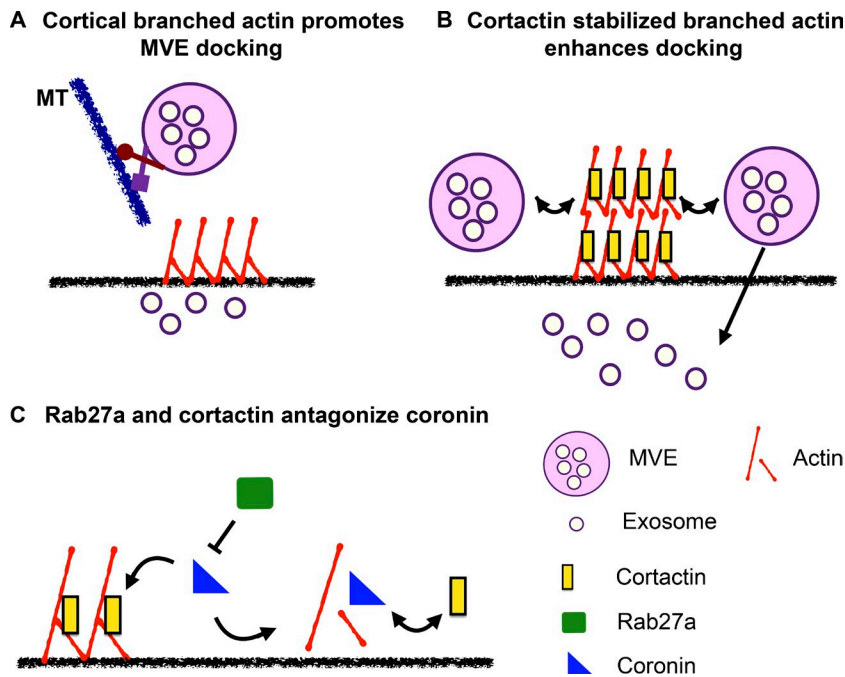 A Cortical branched actin promotes
MVE docking
MT
B Cortactin stabilized branched actin
enhances docking
C Rab27a and cortactin antagonize coronin
MVE
Actin
Exosome
Cortactin
Rab27a
Coronin